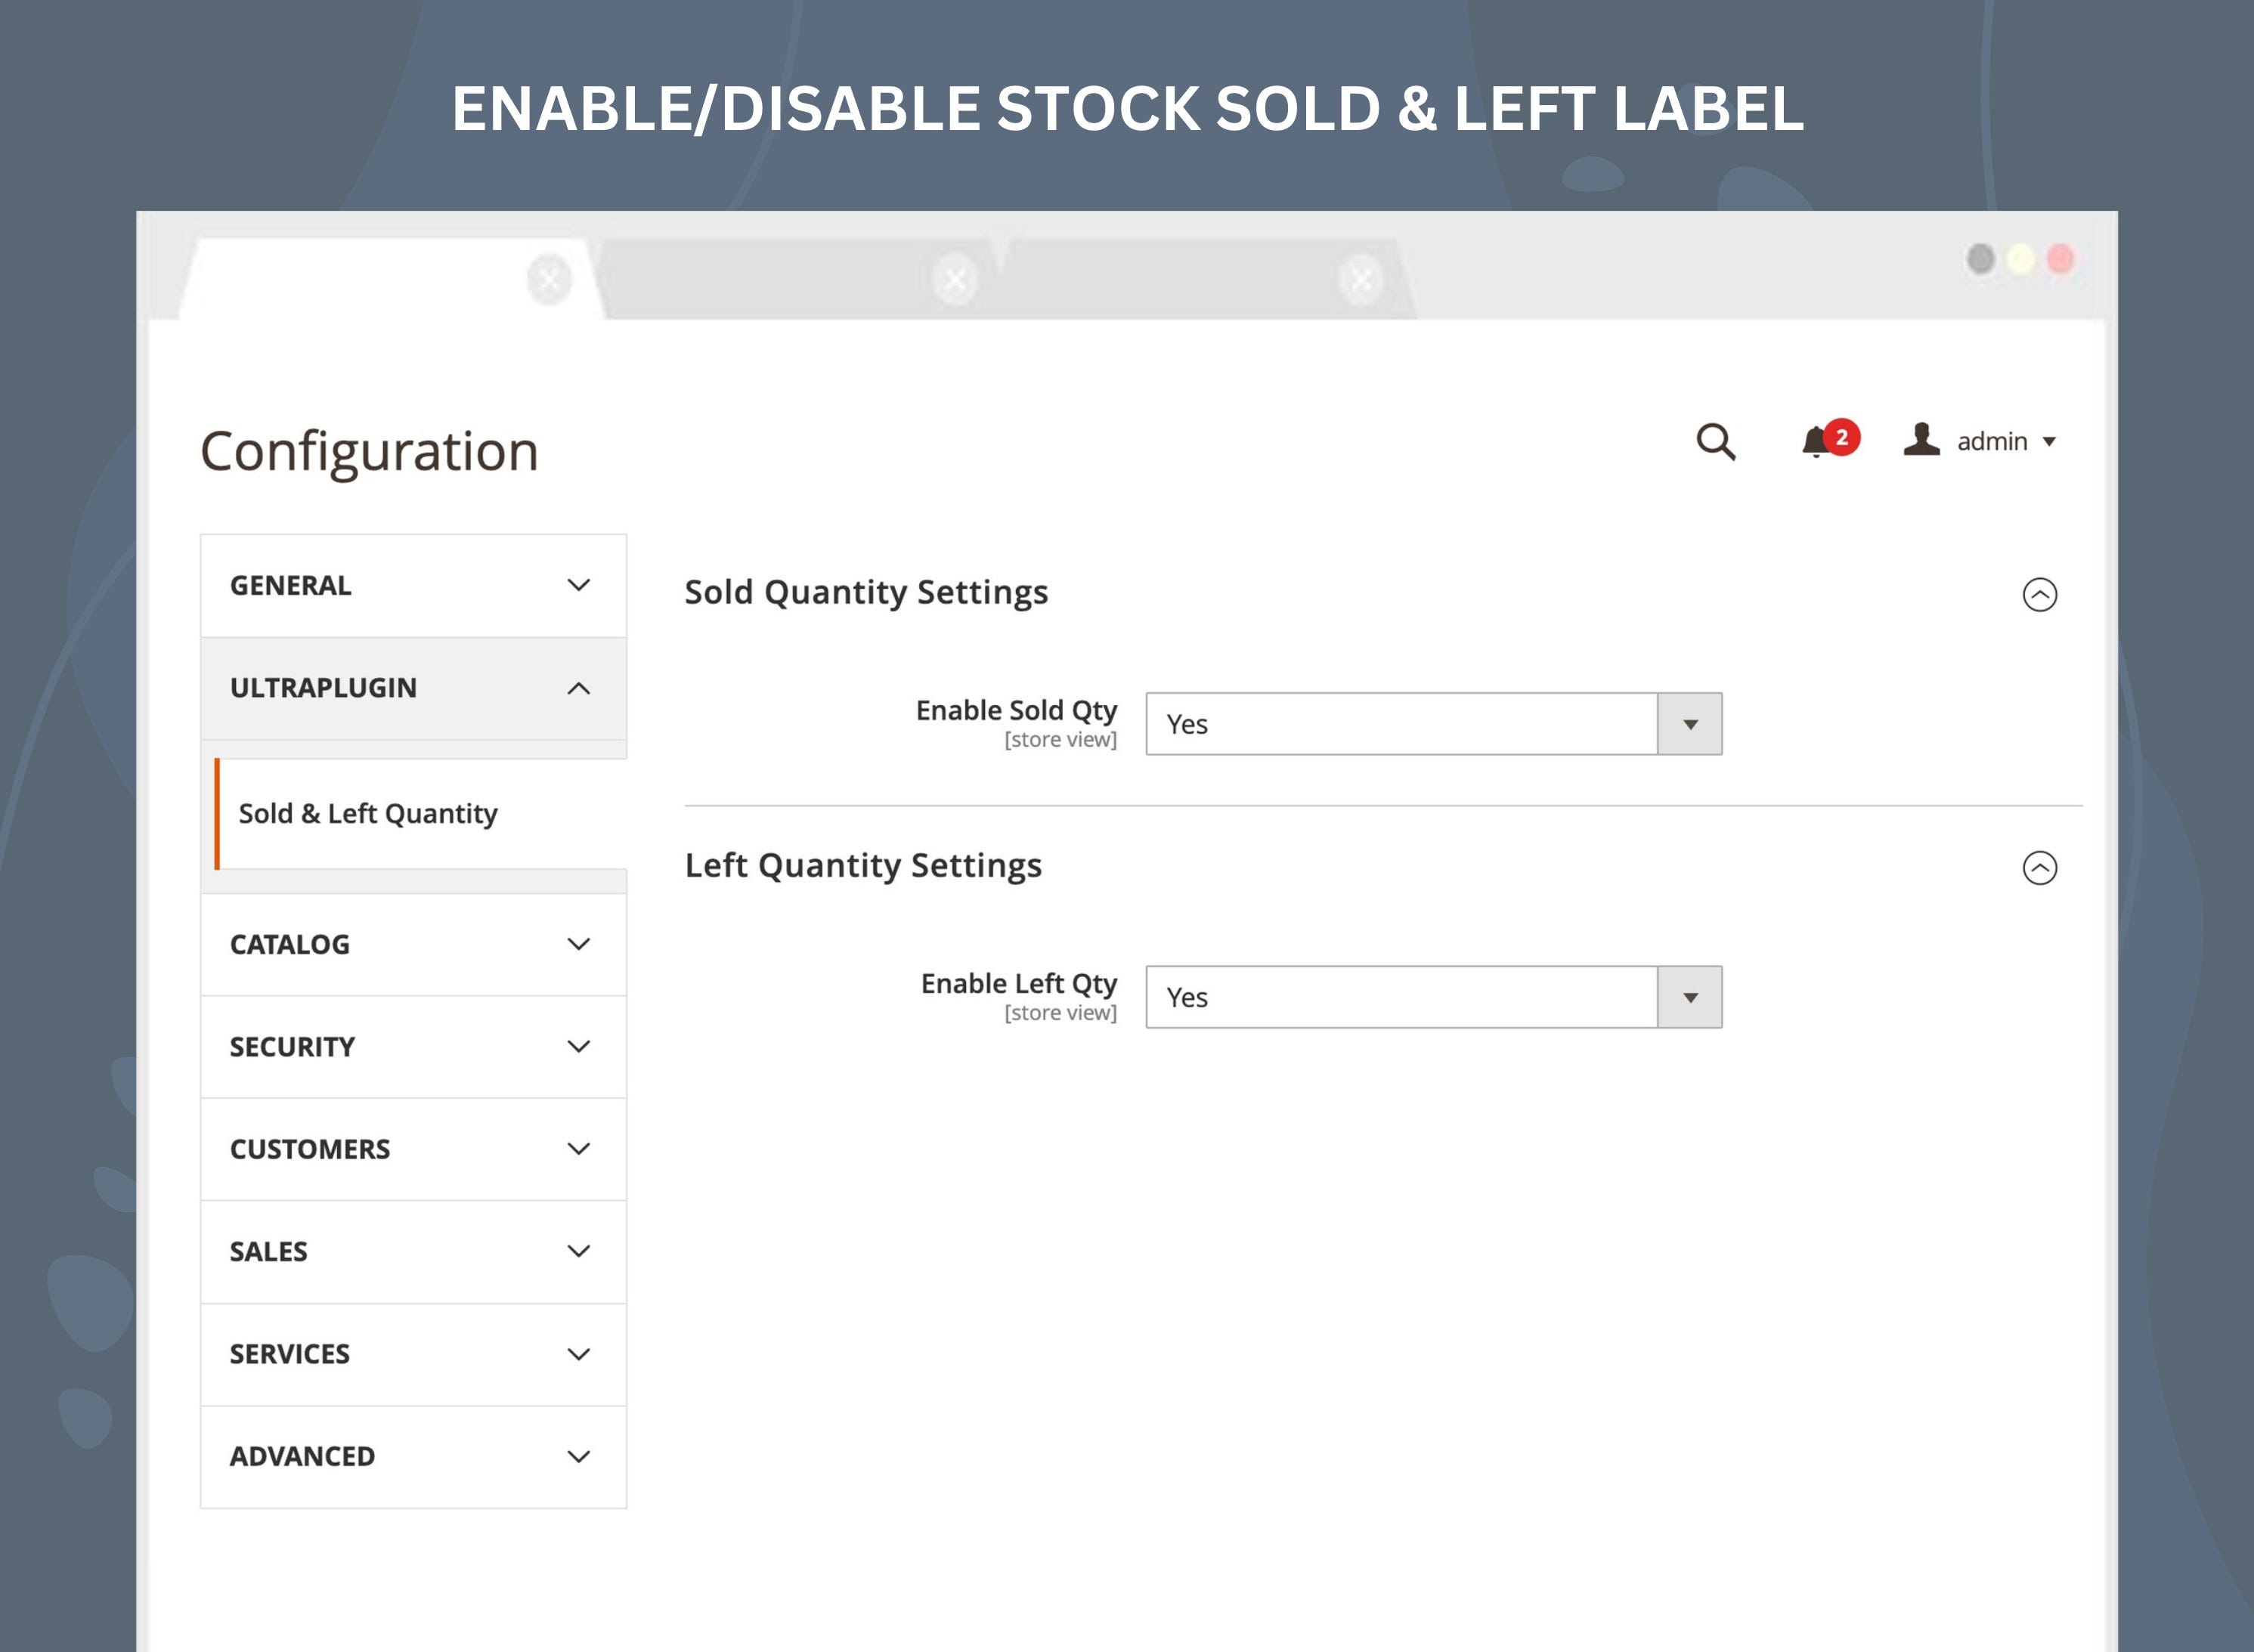 ENABLE/DISABLE STOCK SOLD & LEFT LABEL
Configuration
2
admin
GENERAL
ULTRAPLUGIN
Sold & Left Quantity
CATALOG
SECURITY
CUSTOMERS
SALES
SERVICES
ADVANCED
Sold Quantity Settings
Enable Sold Qty
[store view]
Yes
Left Quantity Settings
Enable Left Qty
[store view]
Yes